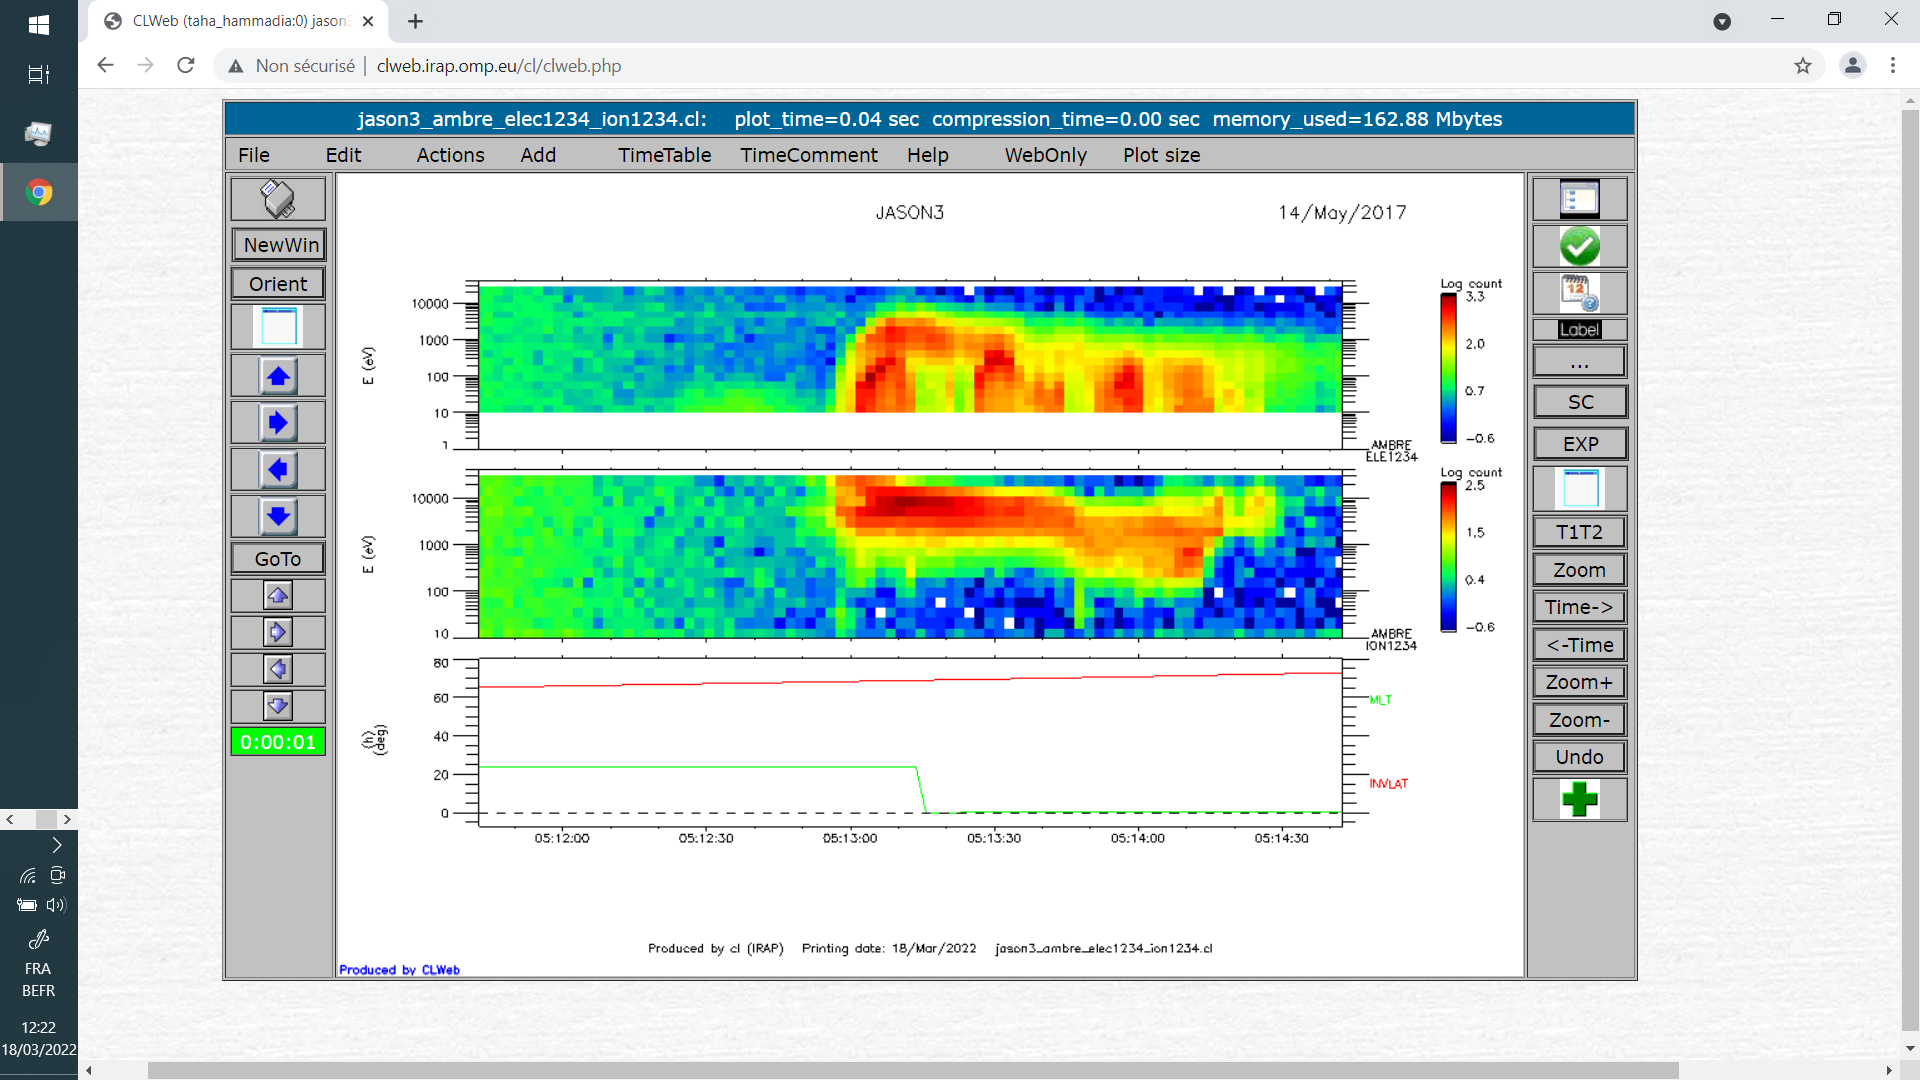 CLWeb (taha_hammadia:0) jason3
Non sécurisé | clweb.irap.omp.eu/cl/clweb.php
jason3_ambre_elec1234_ion1234.cl: plot_time=0.04 sec compression_time=0.00 sec memory_used=162.88 Mbytes
File Edit Actions Add TimeTable TimeComment Help WebOnly Plot size
NewWin
Orient
GoTo
0:00:01
JASON3 14/May/2017
Log count
3.3
2.0
0.7
-0.6
10000
1000
100
10
1
E (eV)
AMBRE
ELE1234
Log count
2.5
1.5
0.4
-0.6
10000
1000
100
10
E (eV)
AMBRE
ION1234
80
60
40
20
0
(h)
(deg)
MLT
INVLAT
05:12:00 05:12:30 05:13:00 05:13:30 05:14:00 05:14:30
Produced by cl (IRAP) Printing date: 18/Mar/2022 jason3_ambre_elec1234_ion1234.cl
Produced by CLWeb
12
Label
...
SC
EXP
T1T2
Zoom
Time->
<-Time
Zoom+
Zoom-
Undo
FRA
BEFR
12:22
18/03/2022